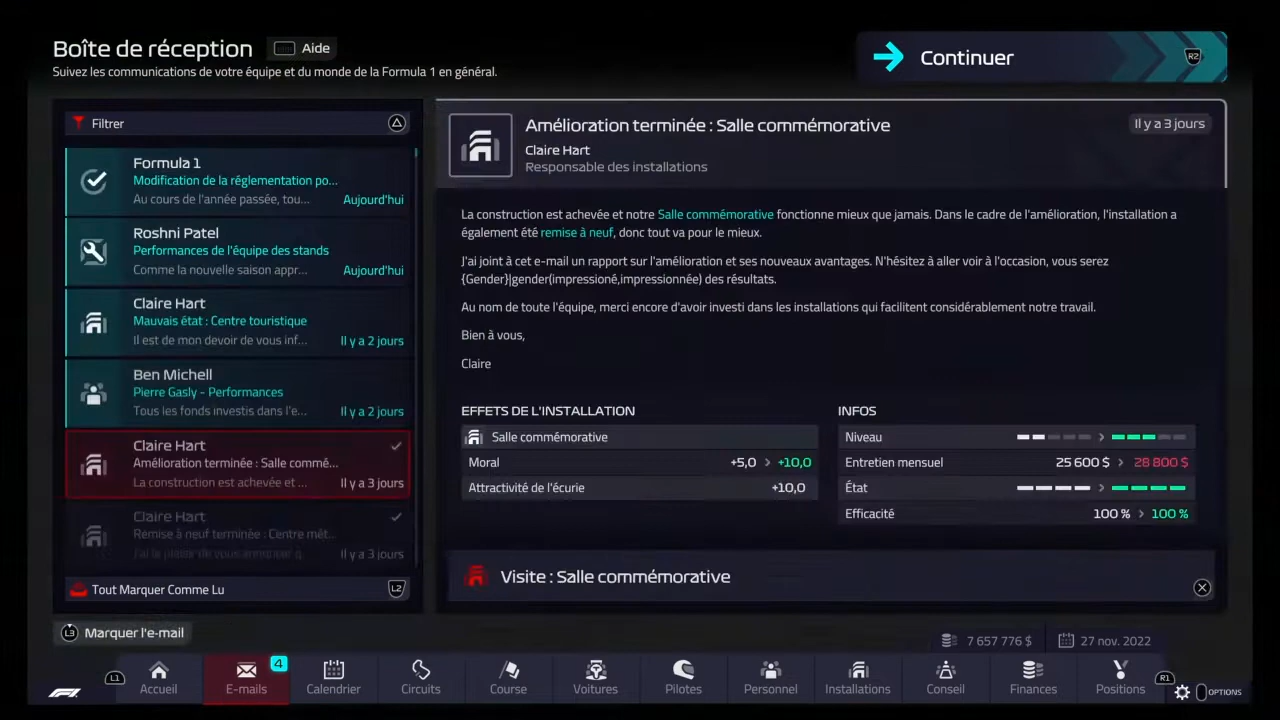 Boîte de réception
Aide
Suivez les communications de votre équipe et du monde de la Formula 1 en général.
Continuer
R2
Filtrer
Formula 1
Modification de la réglementation po...
Au cours de l'année passée, tou...
Aujourd'hui
Roshni Patel
Performances de l'équipe des stands
Comme la nouvelle saison appr...
Aujourd'hui
Claire Hart
Mauvais état : Centre touristique
Il est de mon devoir de vous inf...
Il y a 2 jours
Ben Michell
Pierre Gasly - Performances
Tous les fonds investis dans l'e...
Il y a 2 jours
Claire Hart
Amélioration terminée : Salle commé...
La construction est achevée et ...
Il y a 3 jours
Claire Hart
Remise à neuf terminée : Centre mét...
J'ai le plaisir de vous annoncer q...
Il y a 3 jours
Tout Marquer Comme Lu
L2
L3
Marquer l'e-mail
Amélioration terminée : Salle commémorative
Il y a 3 jours
Claire Hart
Responsable des installations
La construction est achevée et notre Salle commémorative fonctionne mieux que jamais. Dans le cadre de l'amélioration, l'installation a
également été remise à neuf, donc tout va pour le mieux.
J'ai joint à cet e-mail un rapport sur l'amélioration et ses nouveaux avantages. N'hésitez à aller voir à l'occasion, vous serez
{Gender}|gender(impressioné,impressionnée) des résultats.
Au nom de toute l'équipe, merci encore d'avoir investi dans les installations qui facilitent considérablement notre travail.
Bien à vous,
Claire
EFFETS DE L'INSTALLATION
Salle commémorative
Moral +5,0 > +10,0
Attractivité de l'écurie +10,0
INFOS
Niveau >
Entretien mensuel 25 600 $ > 28 800 $
État >
Efficacité 100 % > 100 %
Visite : Salle commémorative
7 657 776 $
27 nov. 2022
L1
Accueil
4
E-mails
Calendrier
Circuits
Course
Voitures
Pilotes
Personnel
Installations
Conseil
Finances
Positions
R1
OPTIONS